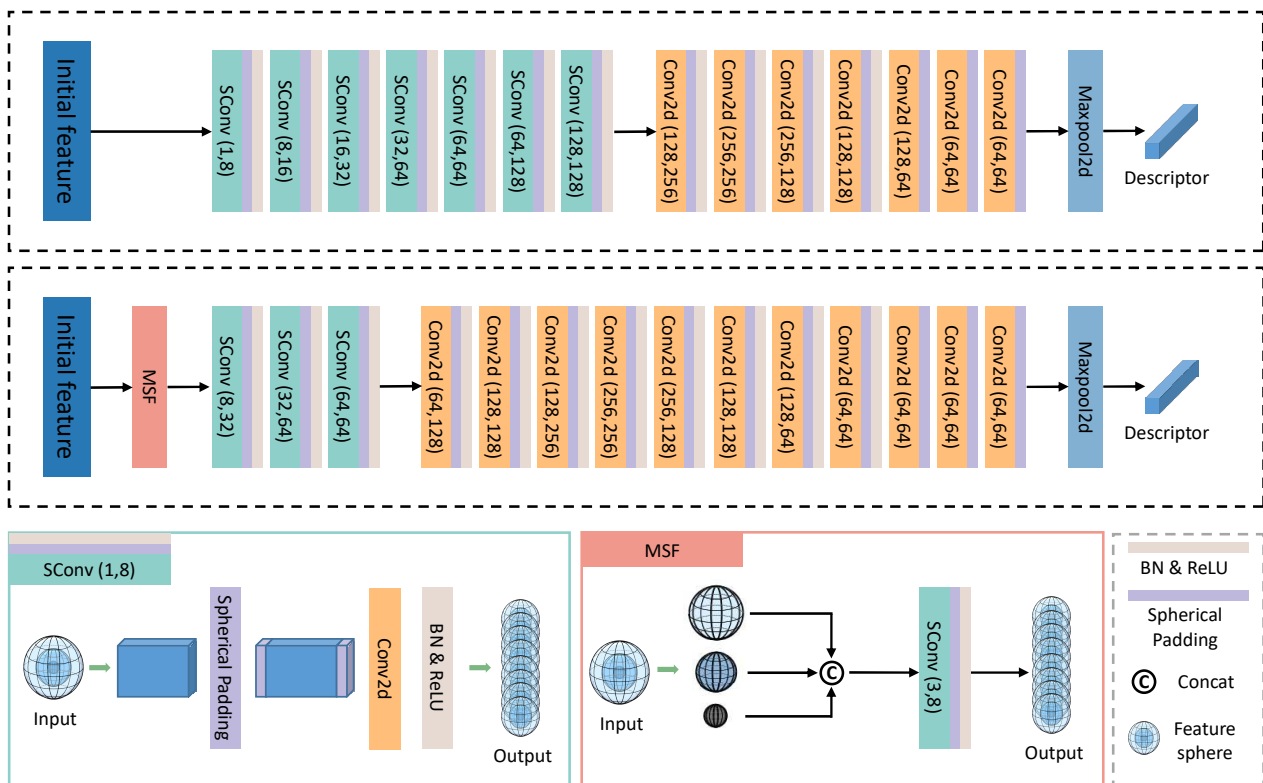 Initial feature
SConv (1,8)
SConv (8,16)
SConv (16,32)
SConv (32,64)
SConv (64,64)
SConv (64,128)
SConv (128,128)
Conv2d (128,256)
Conv2d (256,256)
Conv2d (256,128)
Conv2d (128,128)
Conv2d (128,64)
Conv2d (64,64)
Conv2d (64,64)
Maxpool2d
Descriptor
Initial feature
MSF
SConv (8,32)
SConv (32,64)
SConv (64,64)
Conv2d (64,128)
Conv2d (128,128)
Conv2d (128,256)
Conv2d (256,256)
Conv2d (256,128)
Conv2d (128,128)
Conv2d (128,64)
Conv2d (64,64)
Conv2d (64,64)
Conv2d (64,64)
Conv2d (64,64)
Maxpool2d
Descriptor
SConv (1,8)
Input
Spherical Padding
Conv2d
BN & ReLU
Output
MSF
Input
C
SConv (3,8)
Output
BN & ReLU
Spherical
Padding
C Concat
Feature
sphere